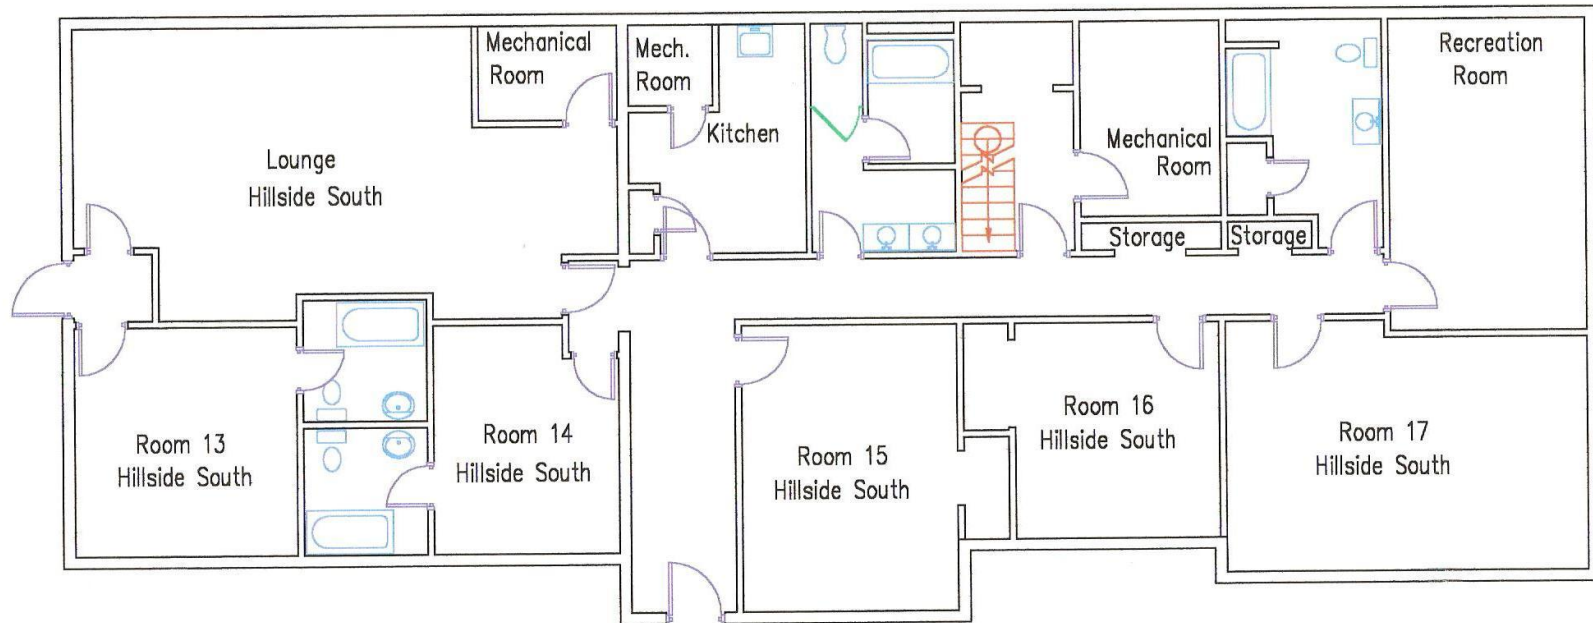 Mechanical
Room
Mech.
Room
Recreation
Room
Kitchen
Mechanical
Room
Lounge
Hillside South
Storage
Storage
Room 13
Hillside South
Room 14
Hillside South
Room 15
Hillside South
Room 16
Hillside South
Room 17
Hillside South